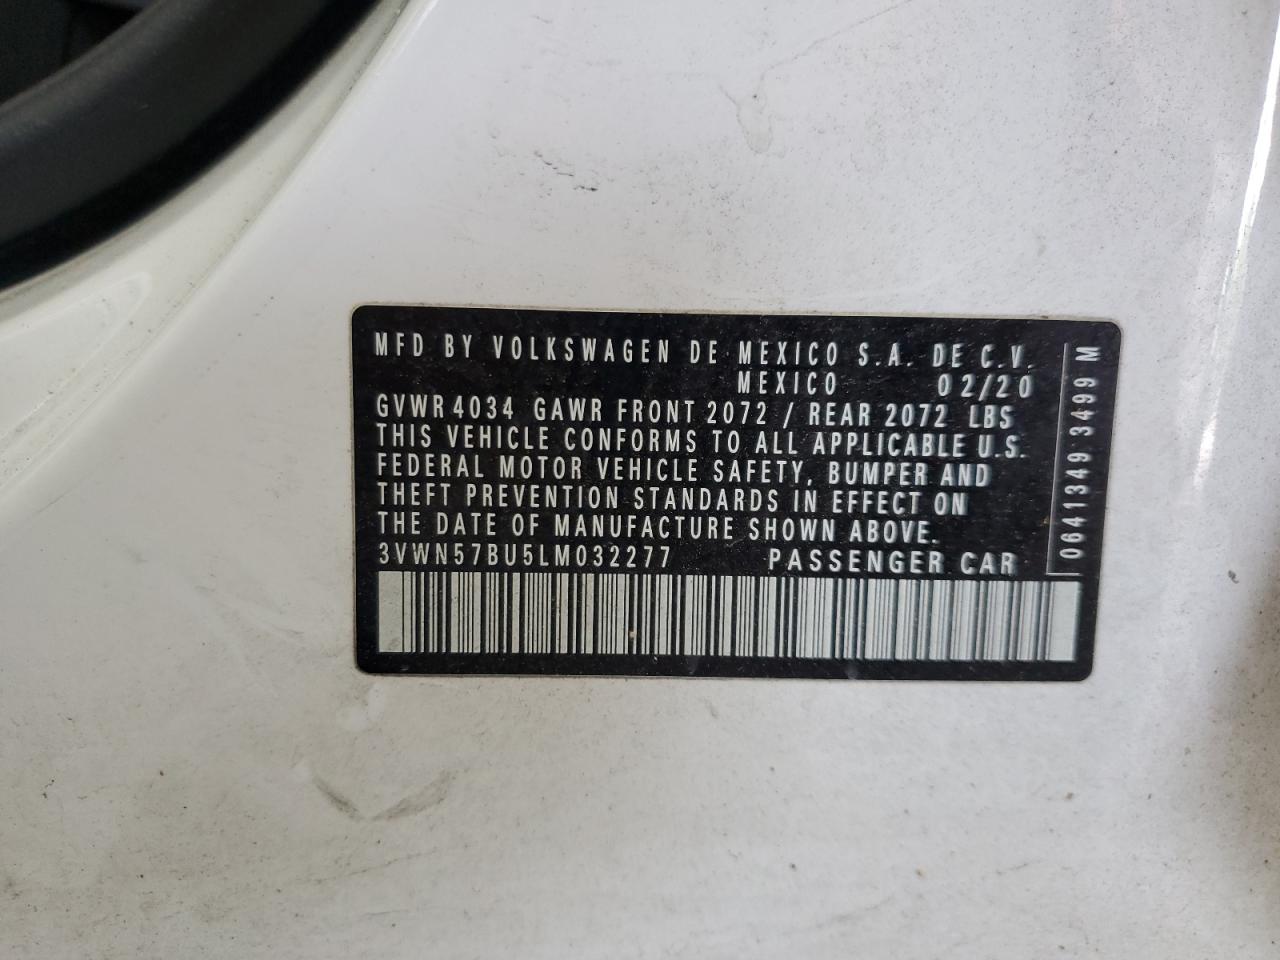 MFD BY VOLKSWAGEN DE MEXICO S.A. DE C.V.
MEXICO 02/20
GVWR 4034 GAWR FRONT 2072 / REAR 2072 LBS
THIS VEHICLE CONFORMS TO ALL APPLICABLE U.S.
FEDERAL MOTOR VEHICLE SAFETY, BUMPER AND
THEFT PREVENTION STANDARDS IN EFFECT ON
THE DATE OF MANUFACTURE SHOWN ABOVE.
3VWN57BU5LM032277 PASSENGER CAR
0641349 3499 M